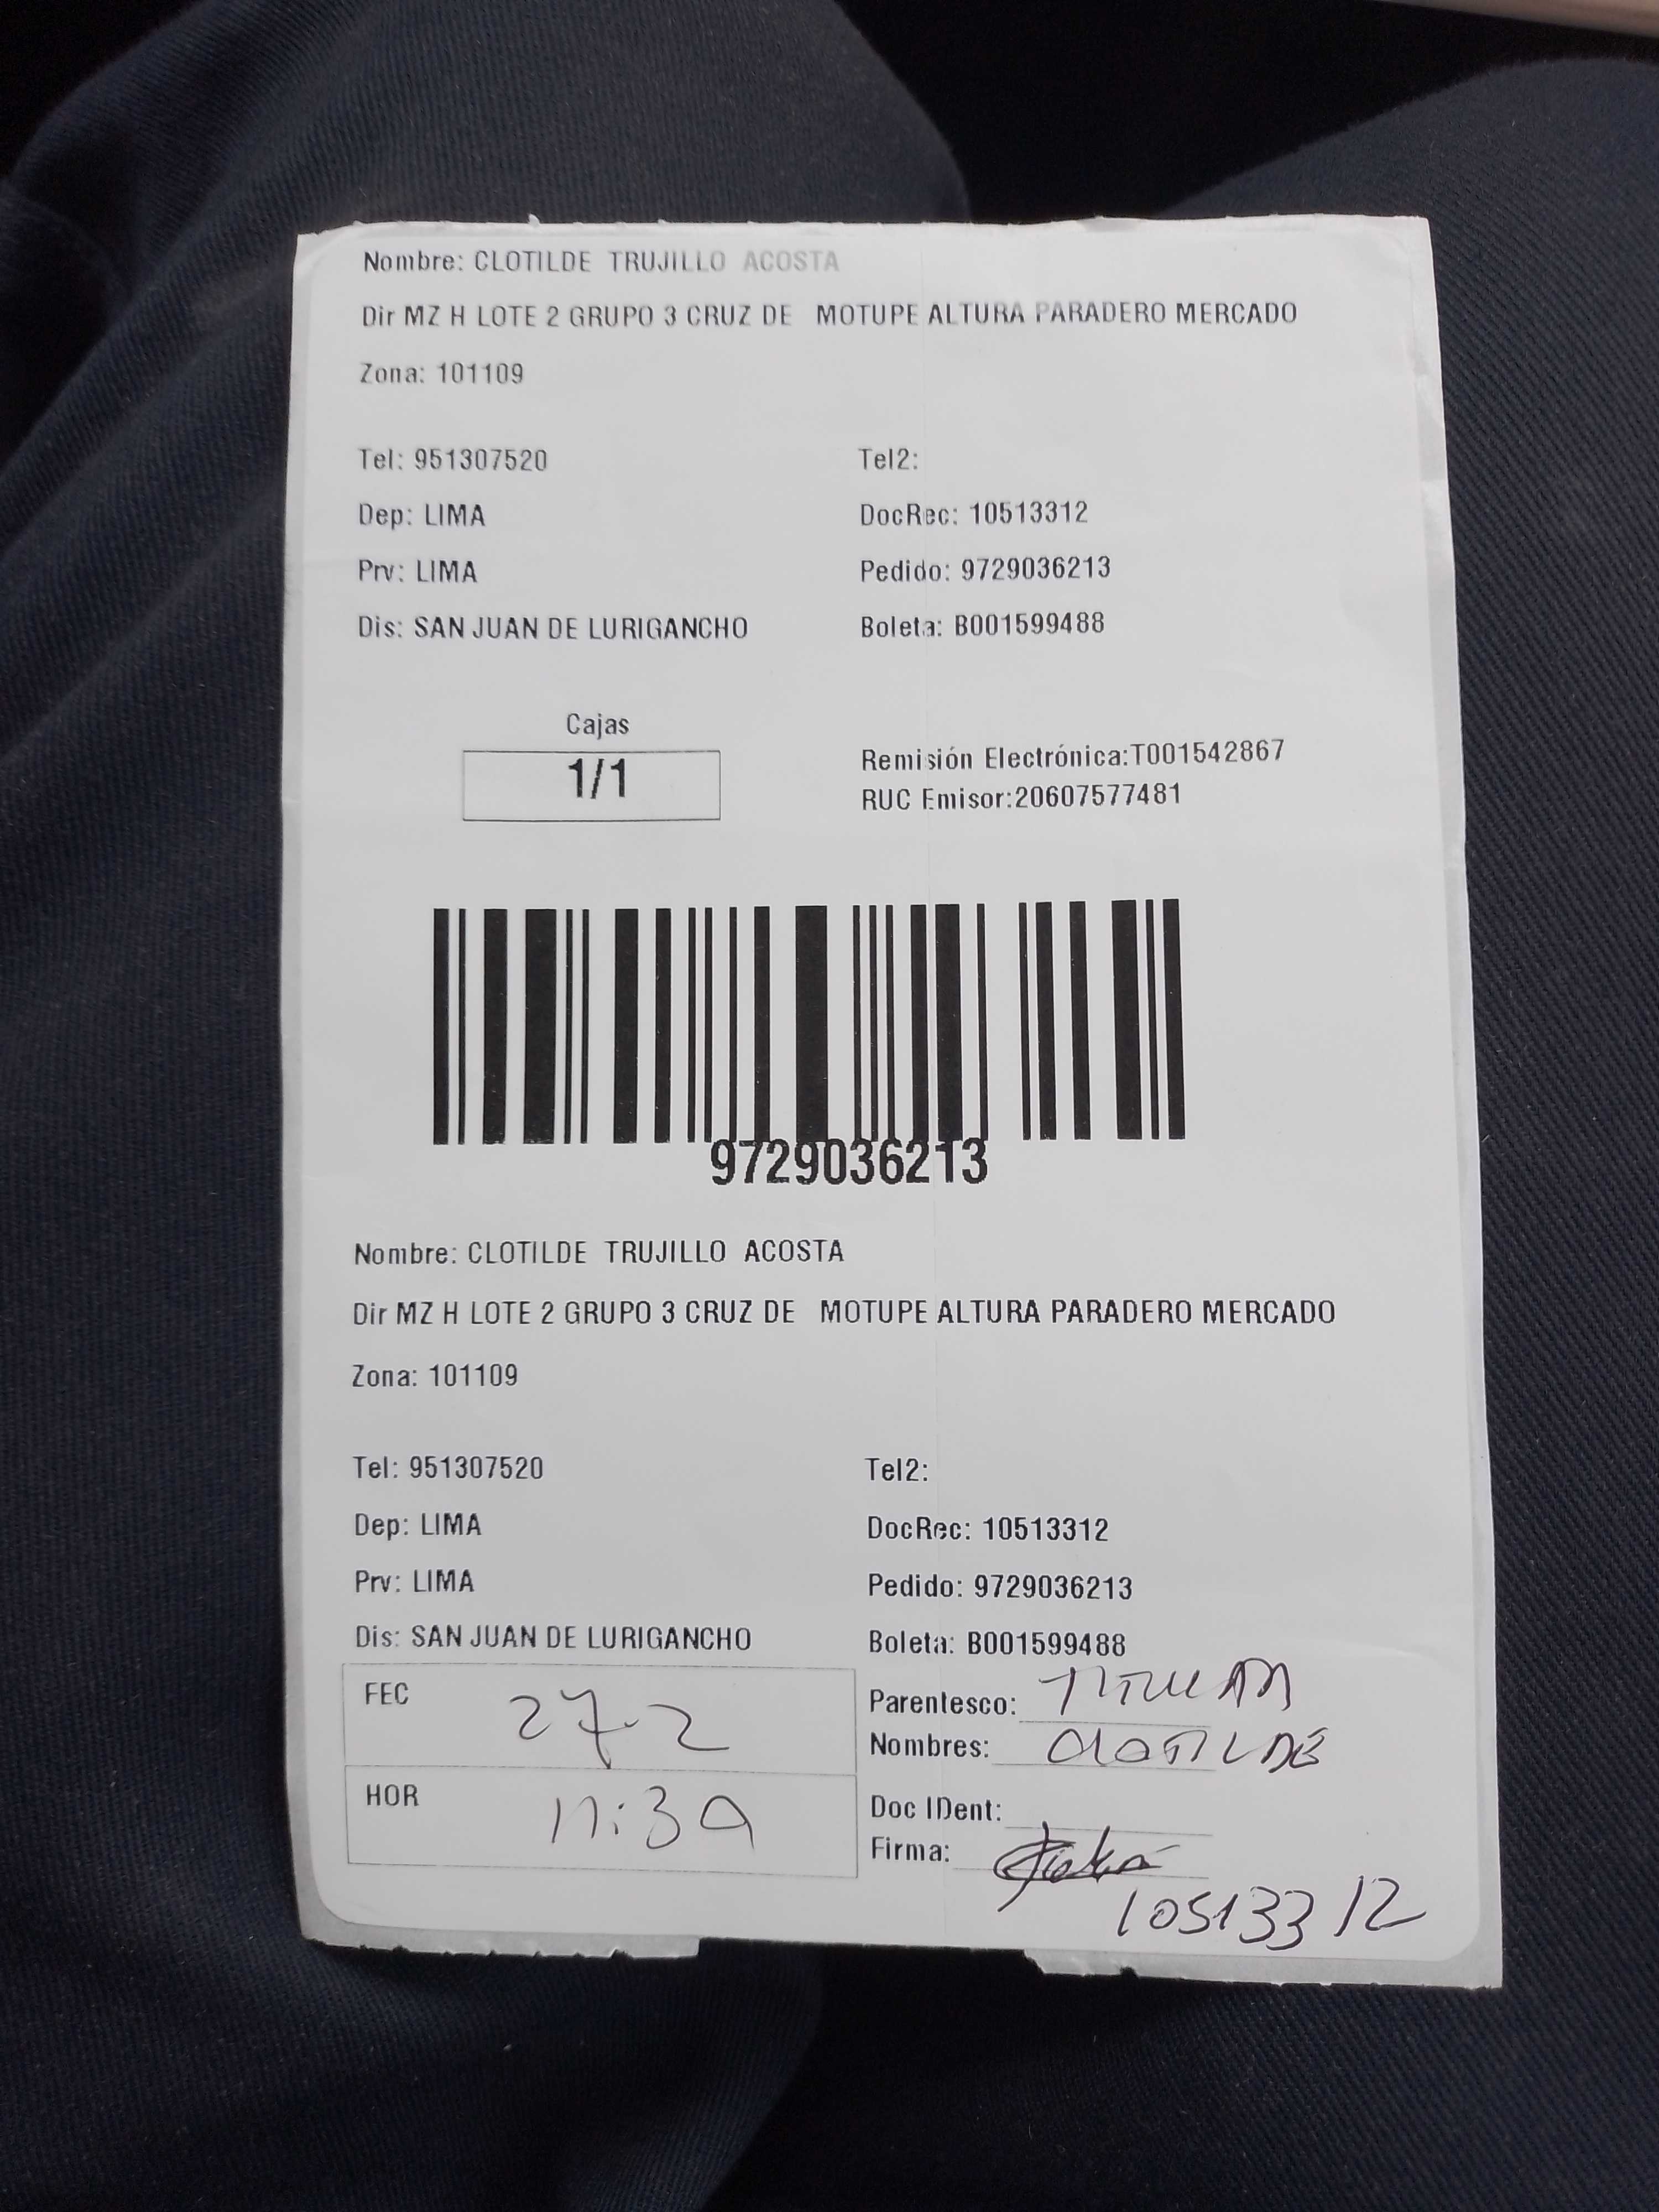 Nombre: CLOTILDE TRUJILLO ACOSTA
Dir MZ H LOTE 2 GRUPO 3 CRUZ DE MOTUPE ALTURA PARADERO MERCADO
Zona: 101109
Tel: 951307520 Tel2:
Dep: LIMA DocRec: 10513312
Prv: LIMA Pedido: 9729036213
Dis: SAN JUAN DE LURIGANCHO Boleta: B001599488
Cajas
1/1
Remisión Electrónica:T001542867
RUC Emisor:20607577481
9729036213
Nombre: CLOTILDE TRUJILLO ACOSTA
Dir MZ H LOTE 2 GRUPO 3 CRUZ DE MOTUPE ALTURA PARADERO MERCADO
Zona: 101109
Tel: 951307520 Tel2:
Dep: LIMA DocRec: 10513312
Prv: LIMA Pedido: 9729036213
Dis: SAN JUAN DE LURIGANCHO Boleta: B001599488
FEC 27-2
HOR
Parentesco: TITULAR
Nombres: CLOTILDE
Doc IDent:
Firma:
10513312